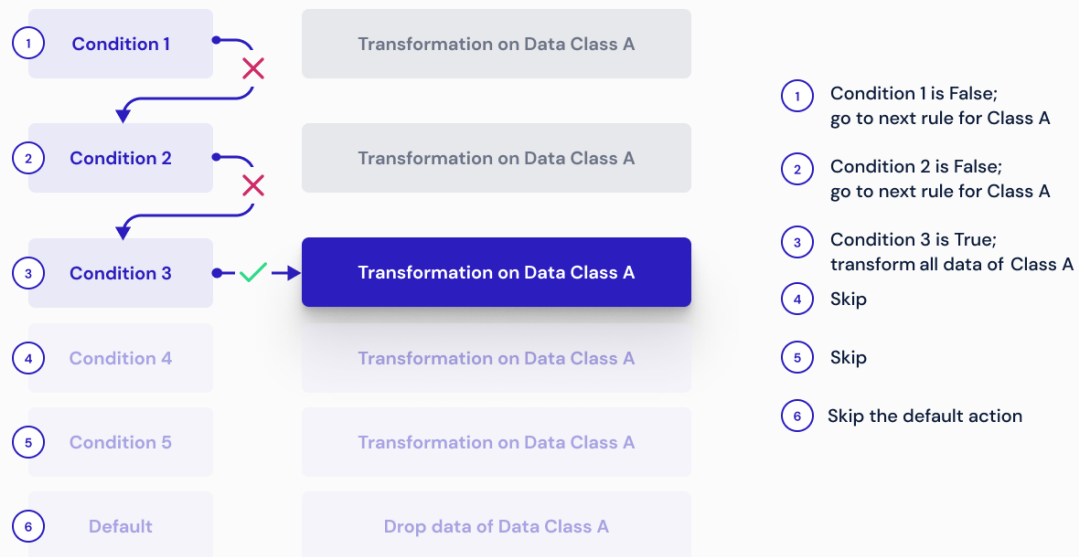 1 Condition 1 Transformation on Data Class A
2 Condition 2 Transformation on Data Class A
3 Condition 3 Transformation on Data Class A
4 Condition 4 Transformation on Data Class A
5 Condition 5 Transformation on Data Class A
6 Default Drop data of Data Class A
1 Condition 1 is False;
go to next rule for Class A
2 Condition 2 is False;
go to next rule for Class A
3 Condition 3 is True;
transform all data of Class A
4 Skip
5 Skip
6 Skip the default action